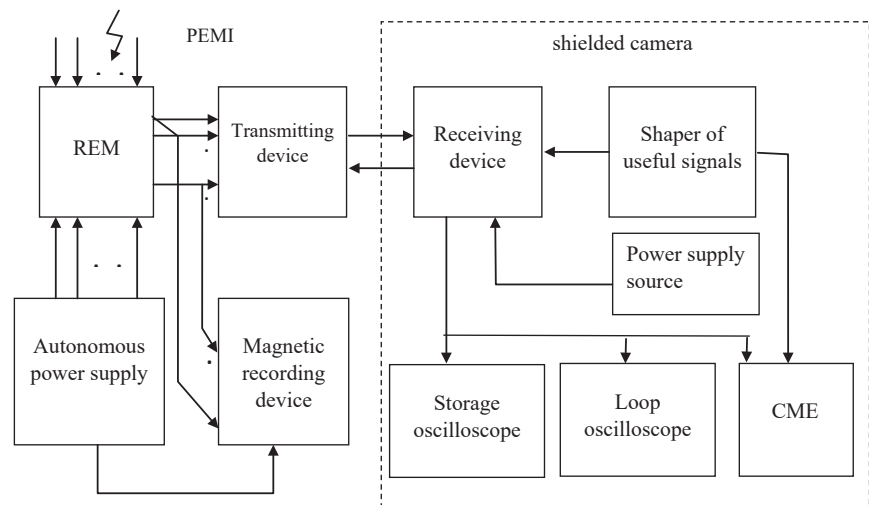 PEMI
shielded camera
REM
Transmitting
device
Receiving
device
Shaper of
useful signals
Power supply
source
Autonomous
power supply
Magnetic
recording
device
Storage
oscilloscope
Loop
oscilloscope
CME